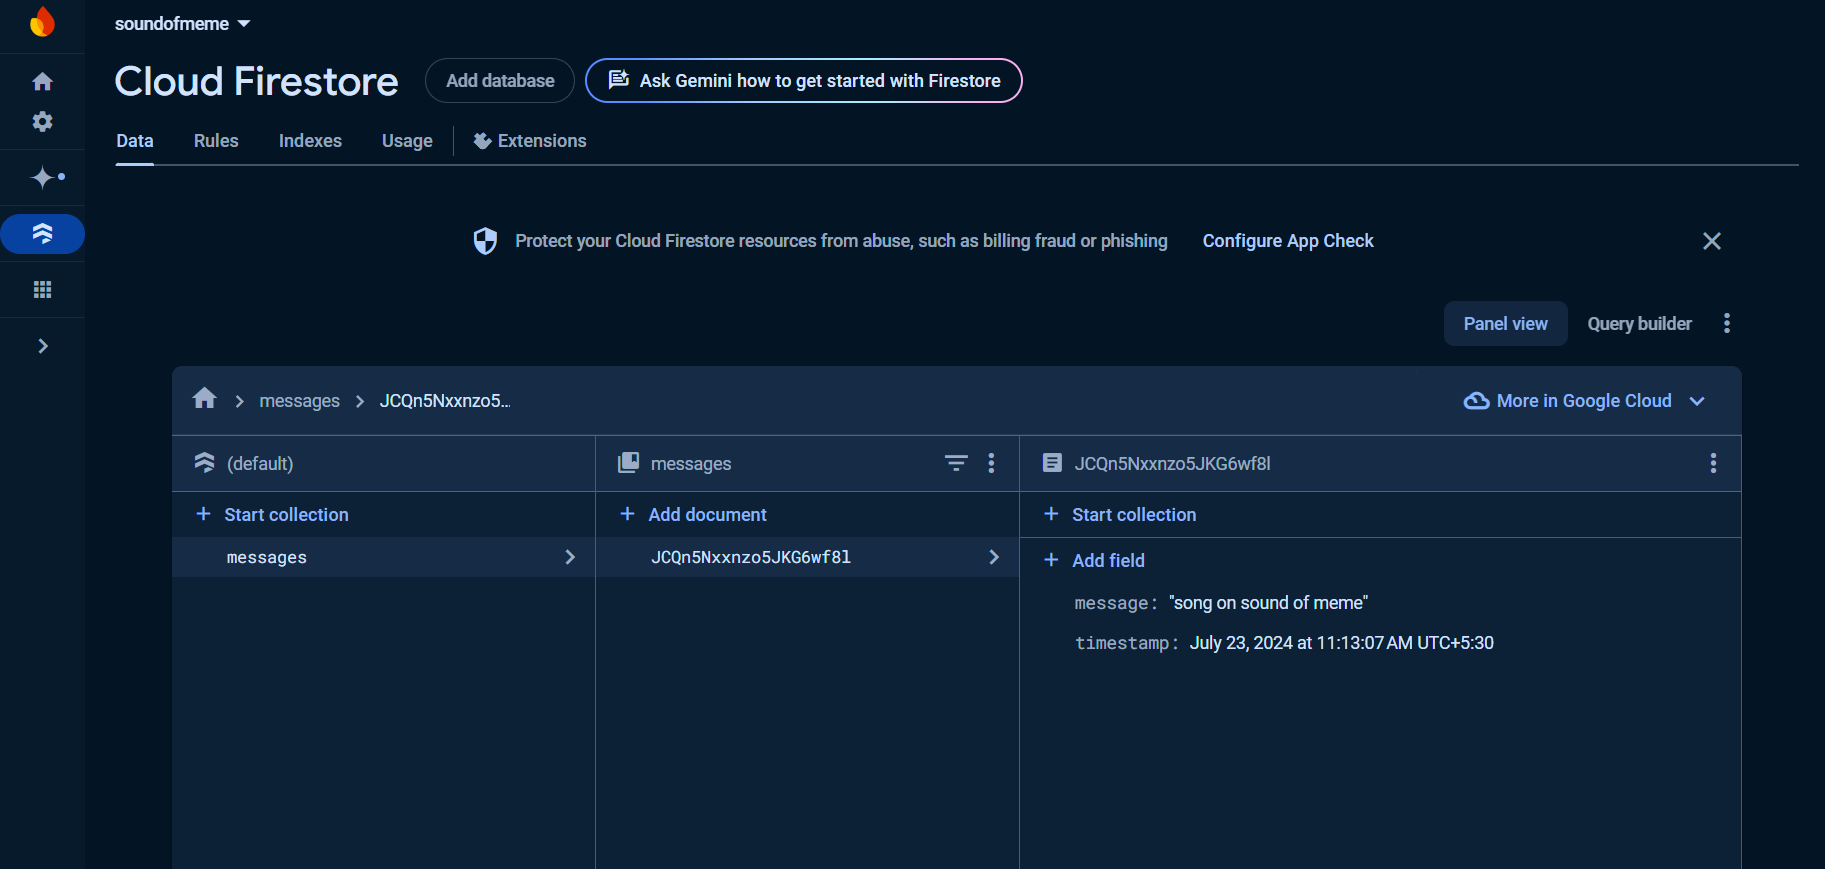 soundofmeme
Cloud Firestore
Add database
Ask Gemini how to get started with Firestore
Data
Rules
Indexes
Usage
Extensions
Protect your Cloud Firestore resources from abuse, such as billing fraud or phishing
Configure App Check
Panel view
Query builder
messages
JCQn5Nxxnzo5...
More in Google Cloud
(default)
messages
JCQn5Nxxnzo5JKG6wf8l
Start collection
Add document
Start collection
messages
JCQn5Nxxnzo5JKG6wf8l
Add field
message: "song on sound of meme"
timestamp: July 23, 2024 at 11:13:07 AM UTC+5:30